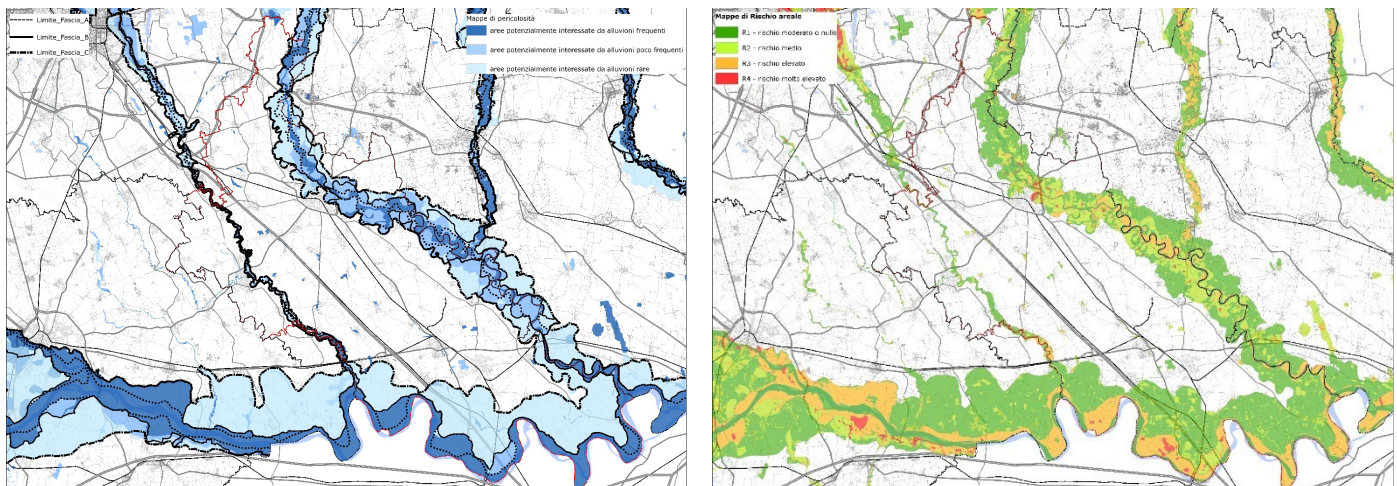 Limite_Fascia_A
Limite_Fascia_B
Limite_Fascia_C
Mappe di pericolosità
aree potenzialmente interessate da alluvioni frequenti
aree potenzialmente interessate da alluvioni poco frequenti
aree potenzialmente interessate da alluvioni rare
Mappe di Rischio areale
R1 - rischio moderato o nullo
R2 - rischio medio
R3 - rischio elevato
R4 - rischio molto elevato